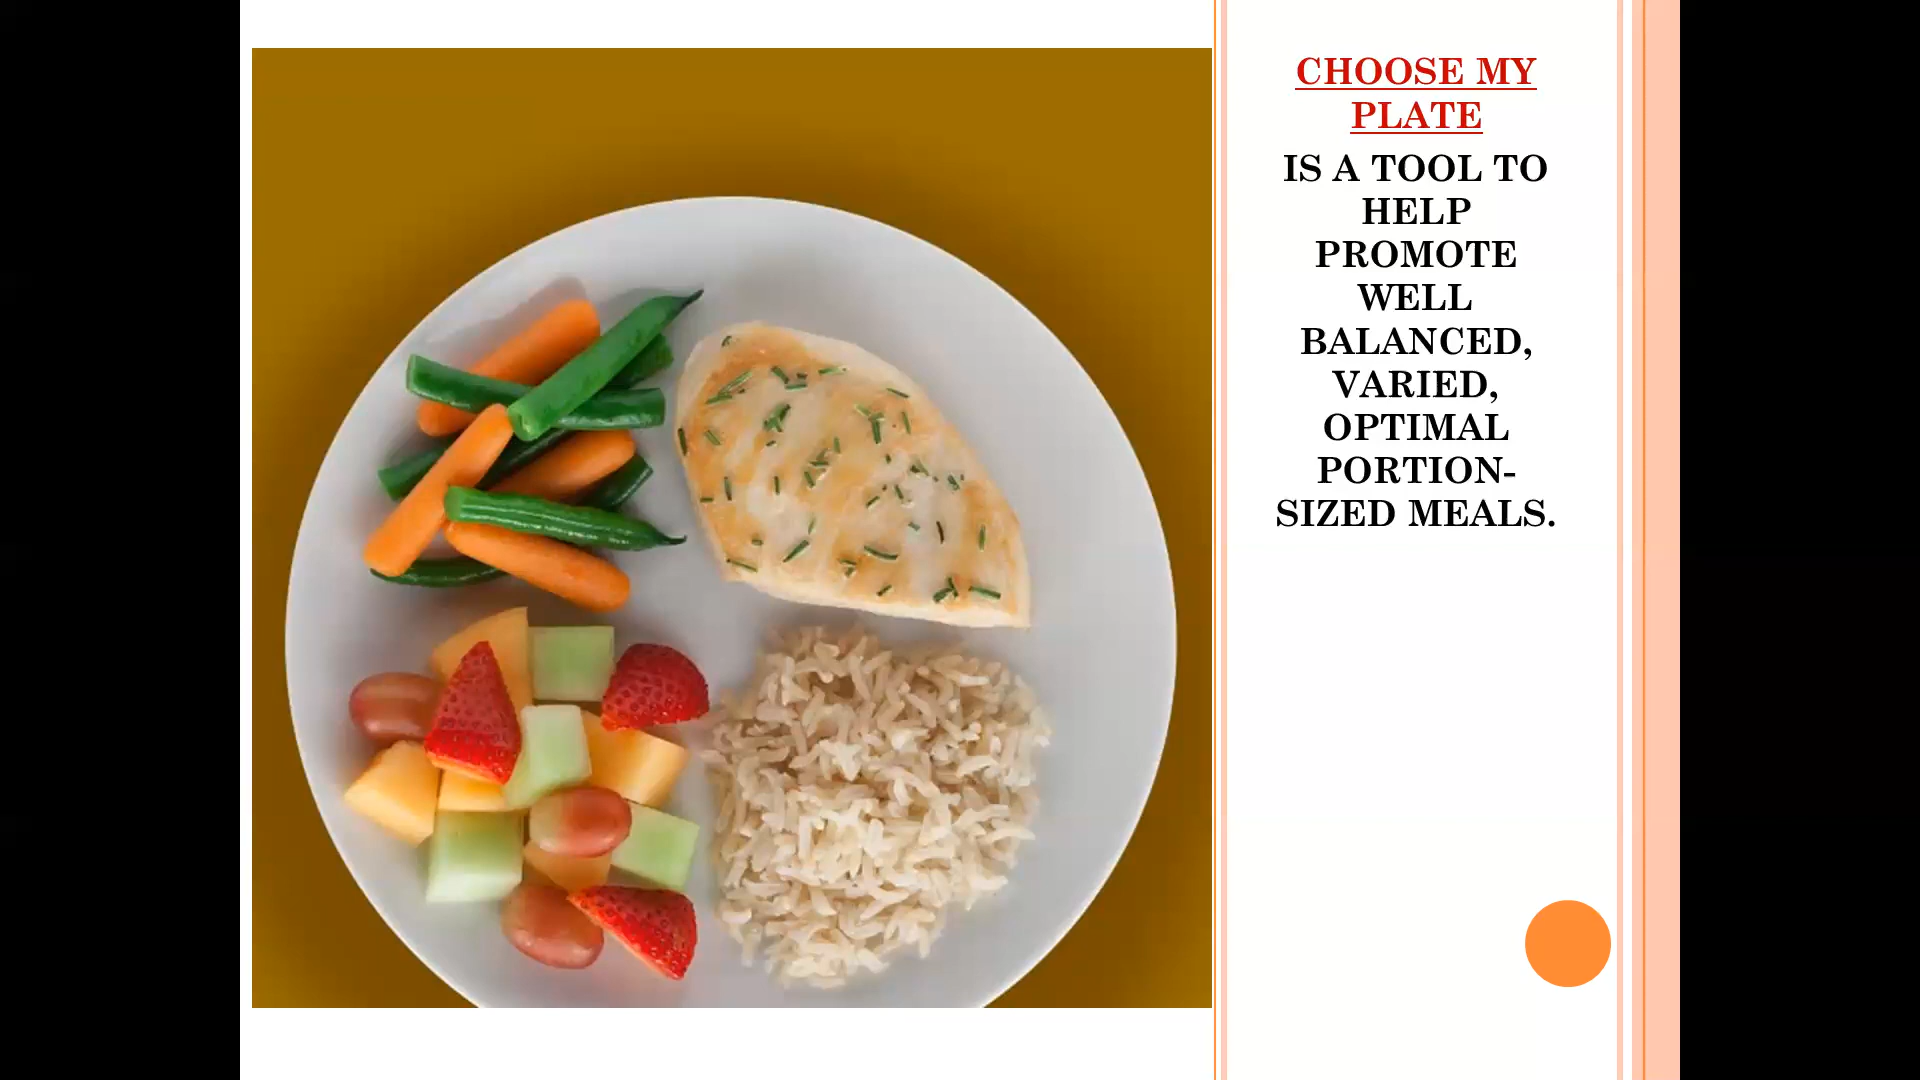 CHOOSE MY
PLATE
IS A TOOL TO
HELP
PROMOTE
WELL
BALANCED,
VARIED,
OPTIMAL
PORTION-
SIZED MEALS.